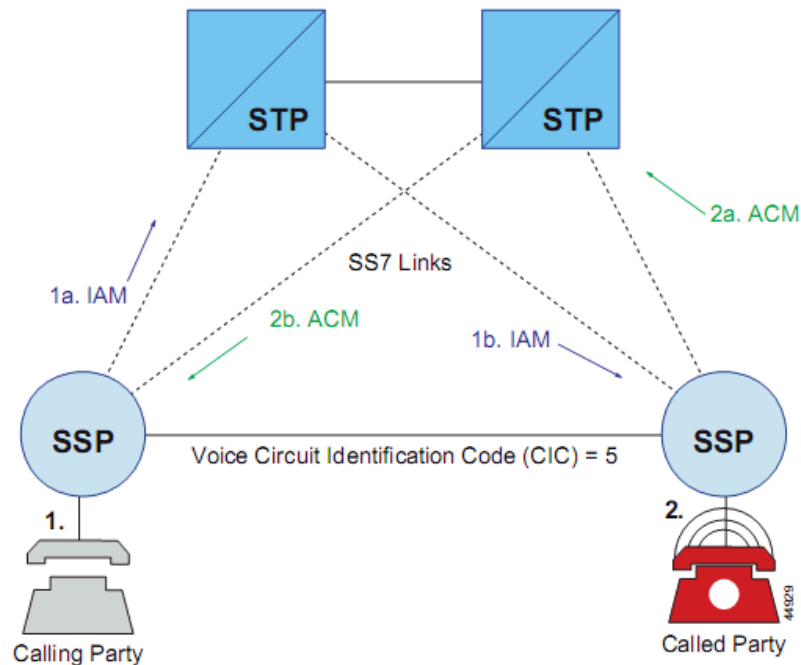 STP
STP
2a. ACM
SS7 Links
1a. IAM
2b. ACM
1b. IAM
SSP
SSP
Voice Circuit Identification Code (CIC) = 5
1.
2.
44929
Calling Party
Called Party